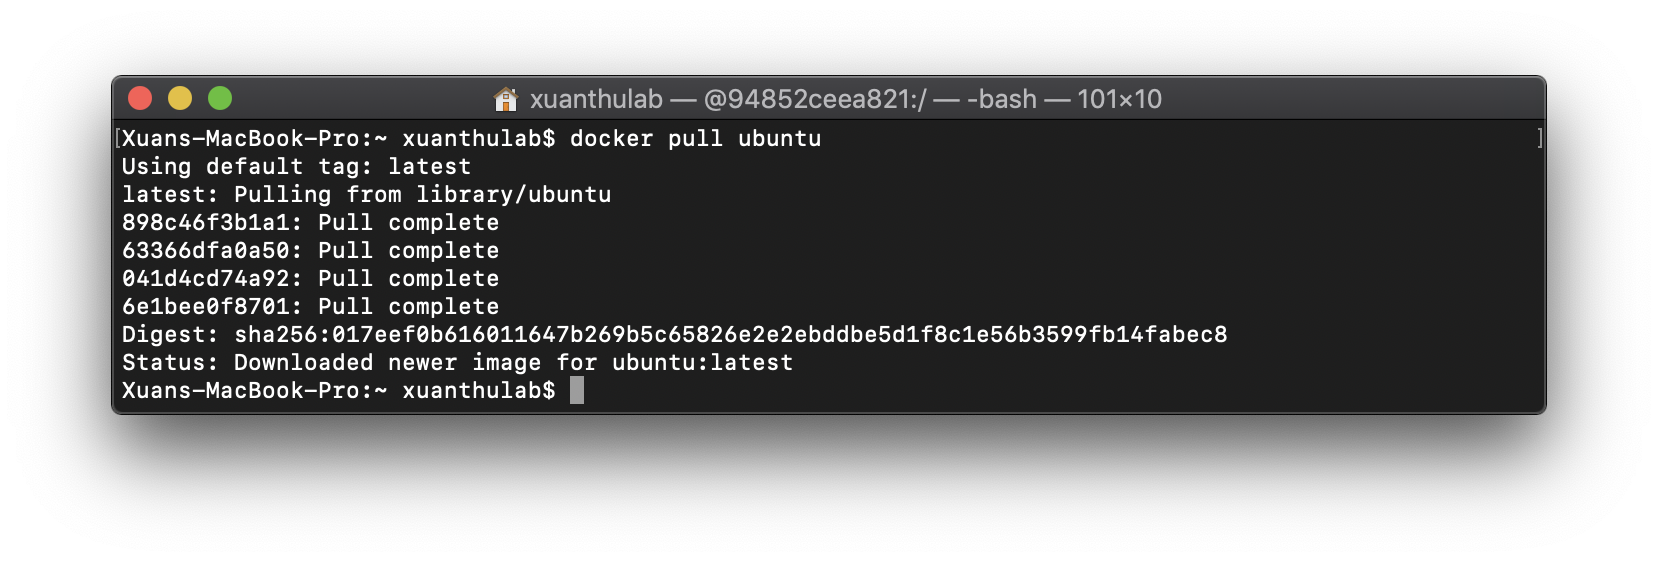 xuanthulab — @94852ceea821:/ — -bash — 101×10
[Xuans-MacBook-Pro:~ xuanthulab$ docker pull ubuntu ]
Using default tag: latest
latest: Pulling from library/ubuntu
898c46f3b1a1: Pull complete
63366dfa0a50: Pull complete
041d4cd74a92: Pull complete
6e1bee0f8701: Pull complete
Digest: sha256:017eef0b616011647b269b5c65826e2e2ebddbe5d1f8c1e56b3599fb14fabec8
Status: Downloaded newer image for ubuntu:latest
Xuans-MacBook-Pro:~ xuanthulab$